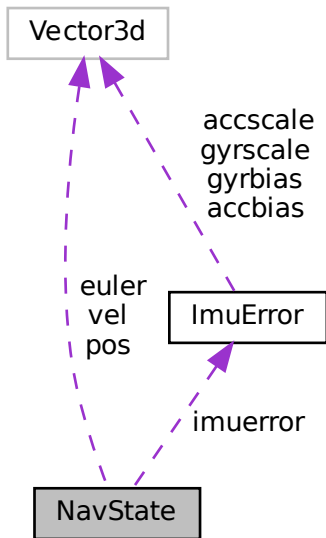 Vector3d
accscale
gyrscale
gyrbias
accbias
euler
vel
pos
ImuError
imuerror
NavState